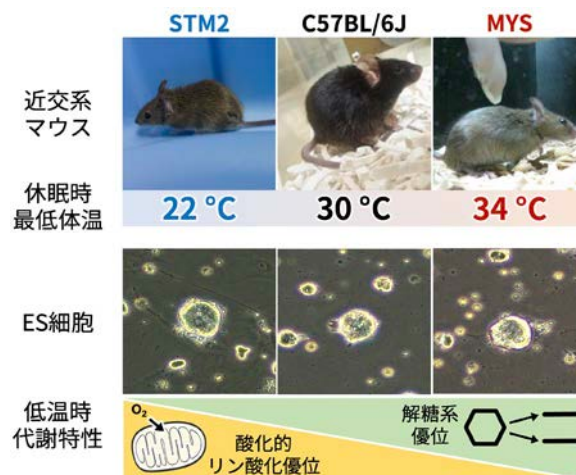 STM2 C57BL/6J MYS
近交系
マウス
休眠時
最低体温
22 °C 30 °C 34 °C
ES細胞
低温時
代謝特性
O₂
酸化的
リン酸化優位
解糖系
優位